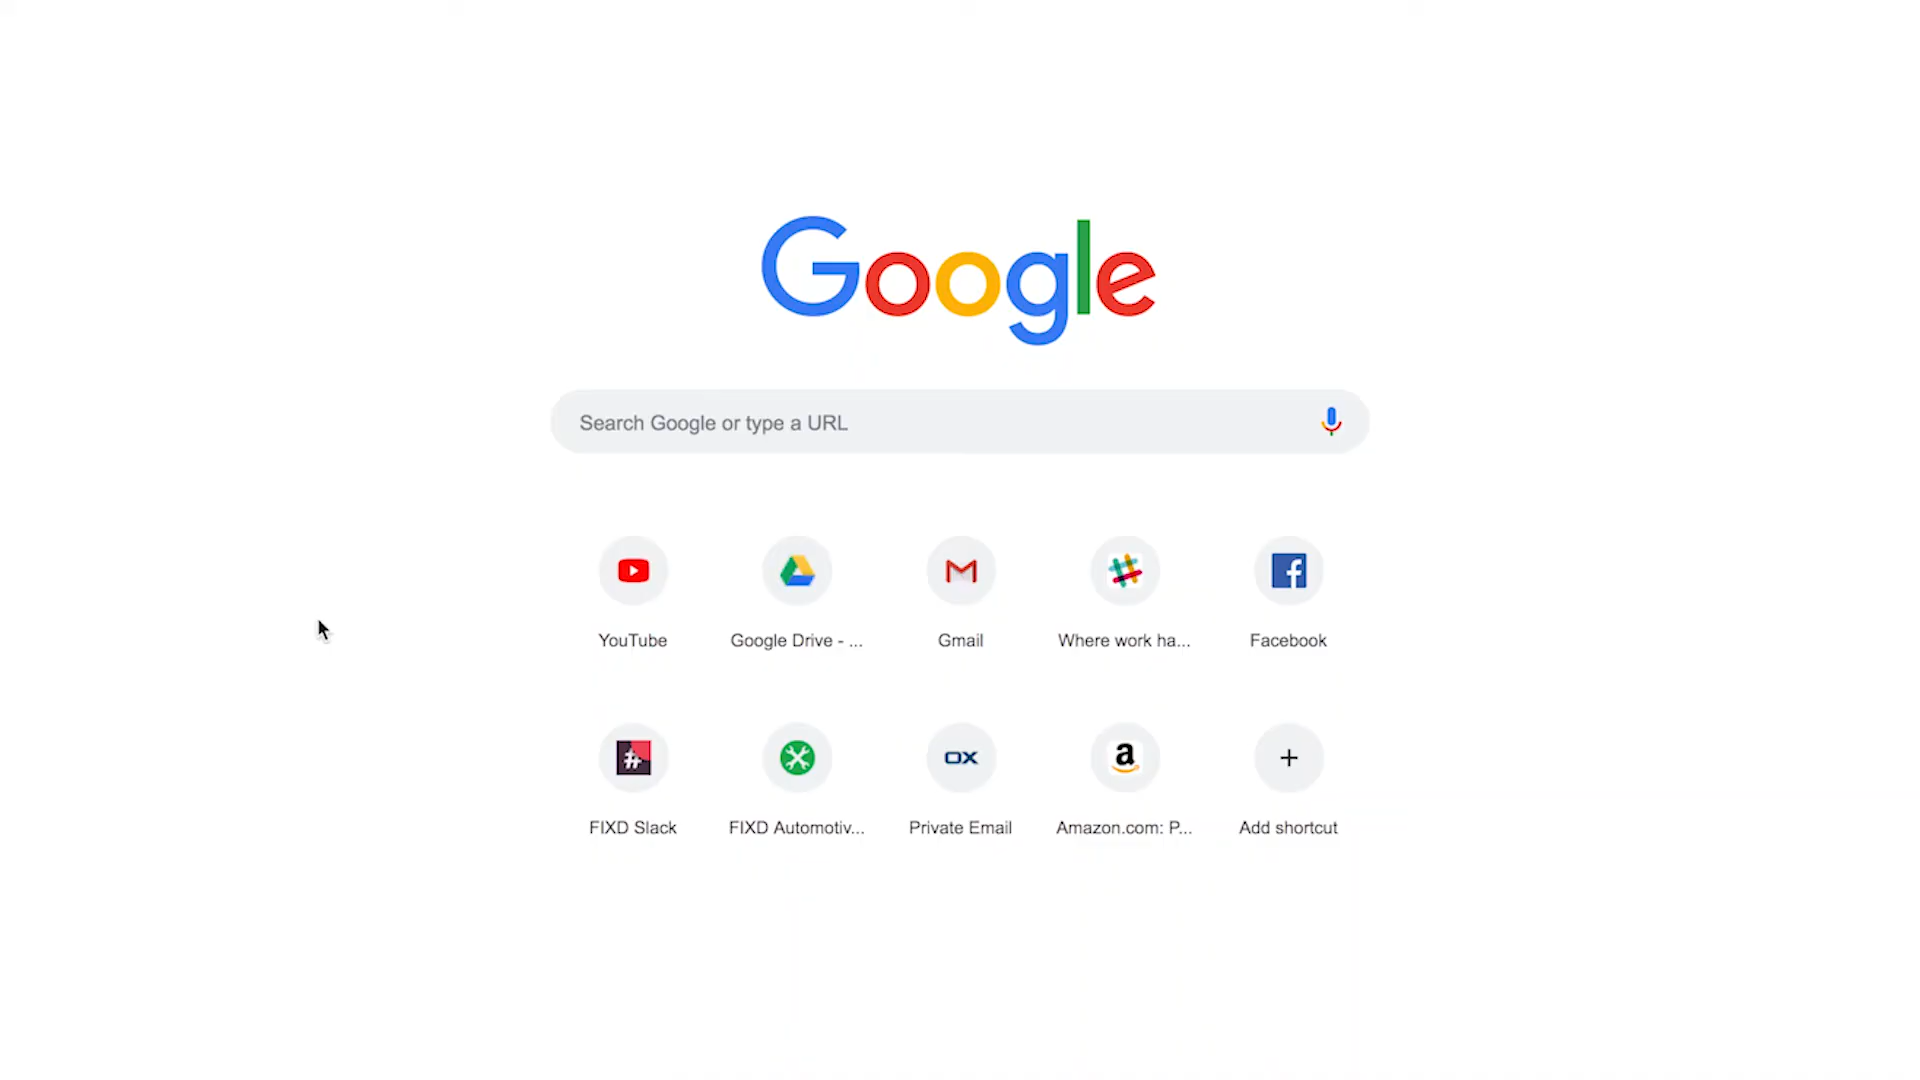 Google
Search Google or type a URL
YouTube
Google Drive - ...
Gmail
Where work ha...
Facebook
OX
a
FIXD Slack
FIXD Automotiv...
Private Email
Amazon.com: P...
Add shortcut